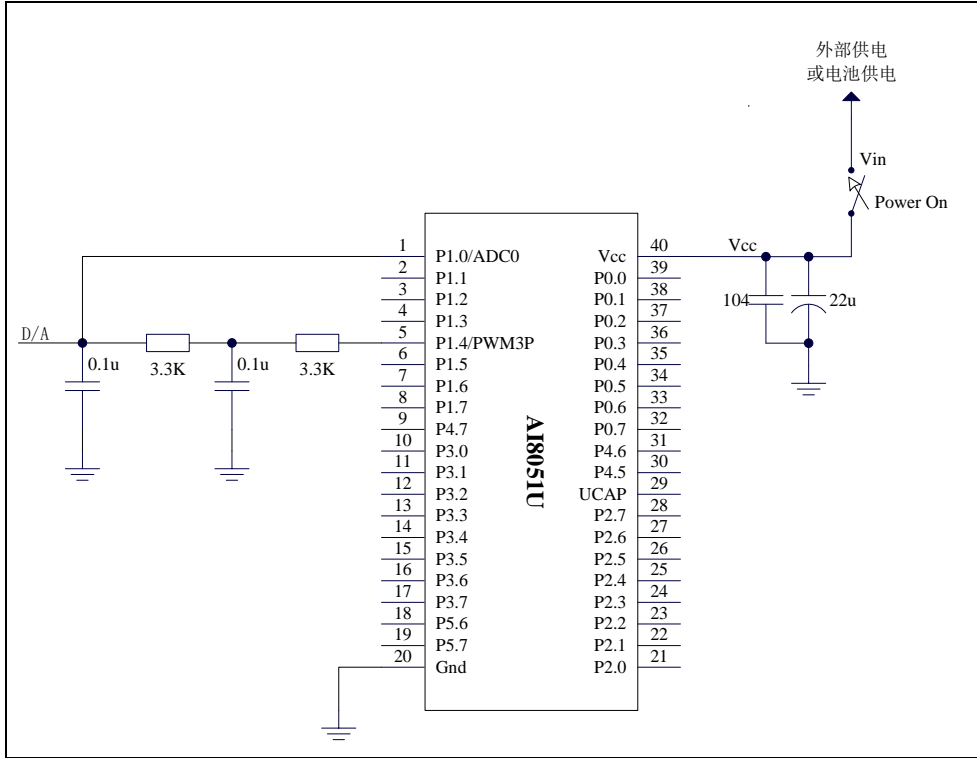 外部供电
或电池供电
Vin
Power On
1 P1.0/ADC0 Vcc 40 Vcc
2 P1.1 P0.0 39
3 P1.2 P0.1 38
104 22u
4 P1.3 P0.2 37
D/A
5 P1.4/PWM3P P0.3 36
0.1u 3.3K 0.1u 3.3K
6 P1.5 P0.4 35
7 P1.6 P0.5 34
8 P1.7 P0.6 33
9 P4.7 P0.7 32
10 P3.0 P4.6 31
11 P3.1 P4.5 30
12 P3.2 UCAP 29
13 P3.3 P2.7 28
14 P3.4 P2.6 27
15 P3.5 P2.5 26
16 P3.6 P2.4 25
17 P3.7 P2.3 24
18 P5.6 P2.2 23
19 P5.7 P2.1 22
20 Gnd P2.0 21
AI8051U